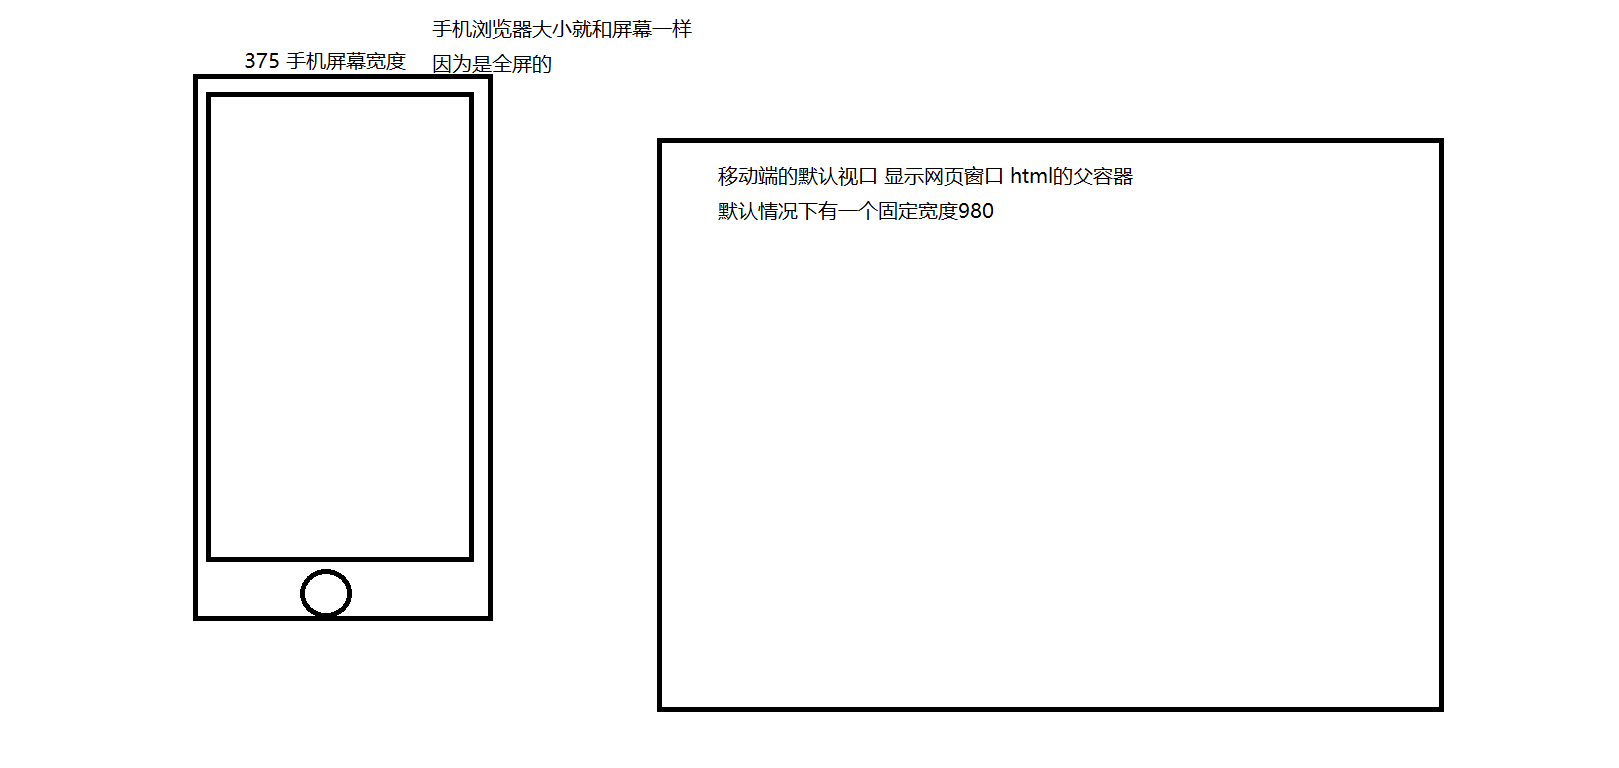 手机浏览器大小就和屏幕一样
375 手机屏幕宽度
因为是全屏的
移动端的默认视口 显示网页窗口 html的父容器
默认情况下有一个固定宽度980